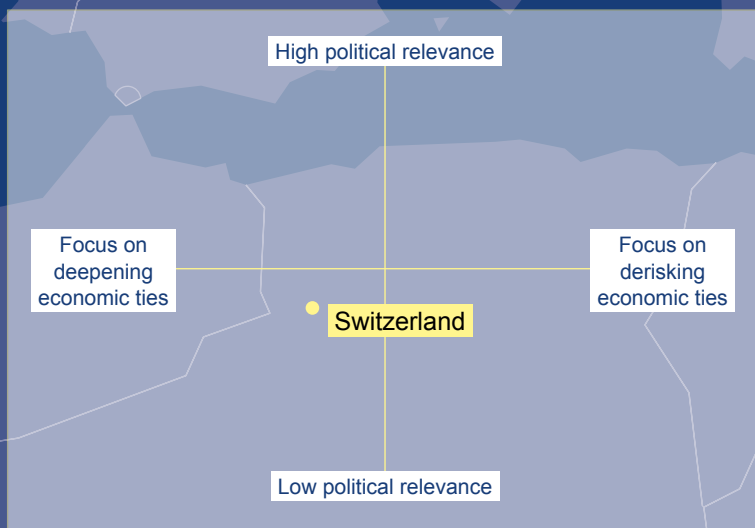 High political relevance
Focus on
deepening
economic ties
Focus on
derisking
economic ties
Switzerland
Low political relevance